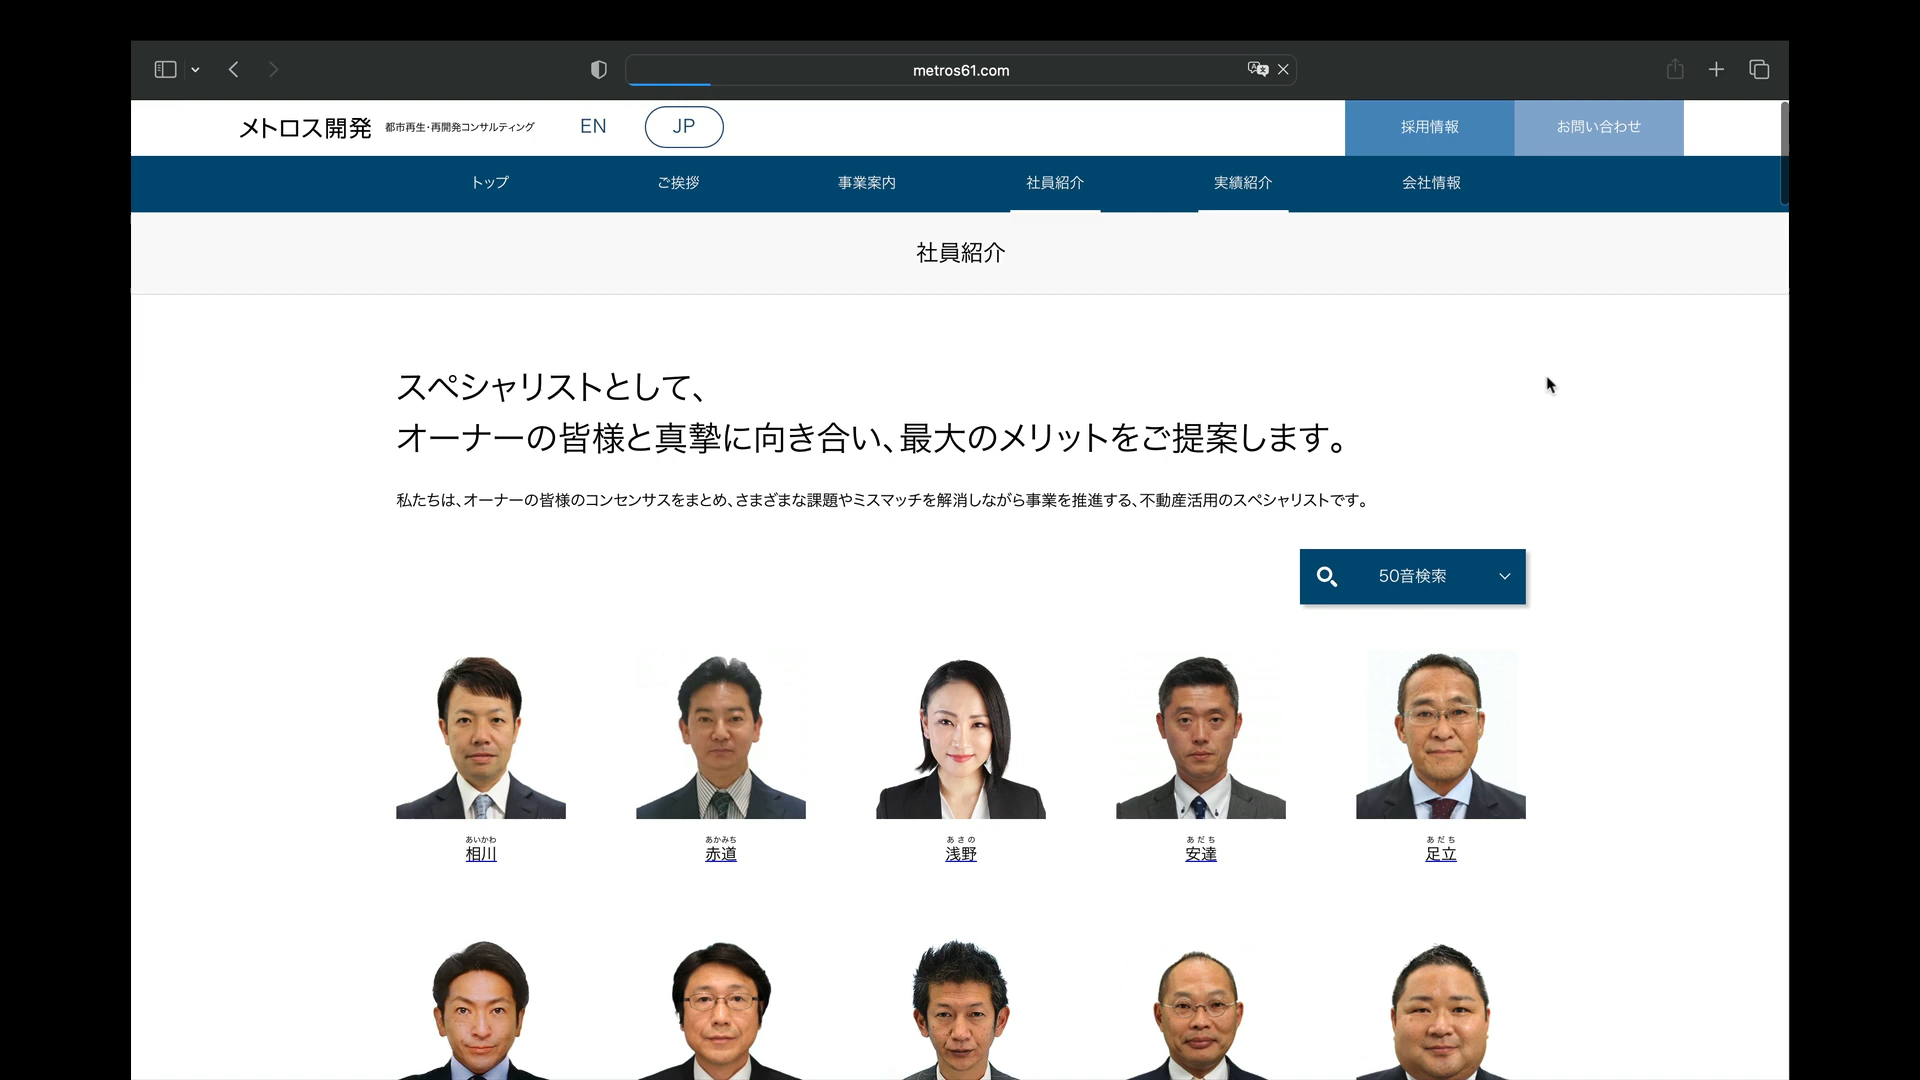 metros61.com
メトロス開発 都市再生・再開発コンサルティング EN JP 採用情報 お問い合わせ
トップ ご挨拶 事業案内 社員紹介 実績紹介 会社情報
社員紹介
スペシャリストとして、
オーナーの皆様と真摯に向き合い、最大のメリットをご提案します。
私たちは、オーナーの皆様のコンセンサスをまとめ、さまざまな課題やミスマッチを解消しながら事業を推進する、不動産活用のスペシャリストです。
50音検索
あいかわ あかみち あさの あだち あだち
相川 赤道 浅野 安達 足立